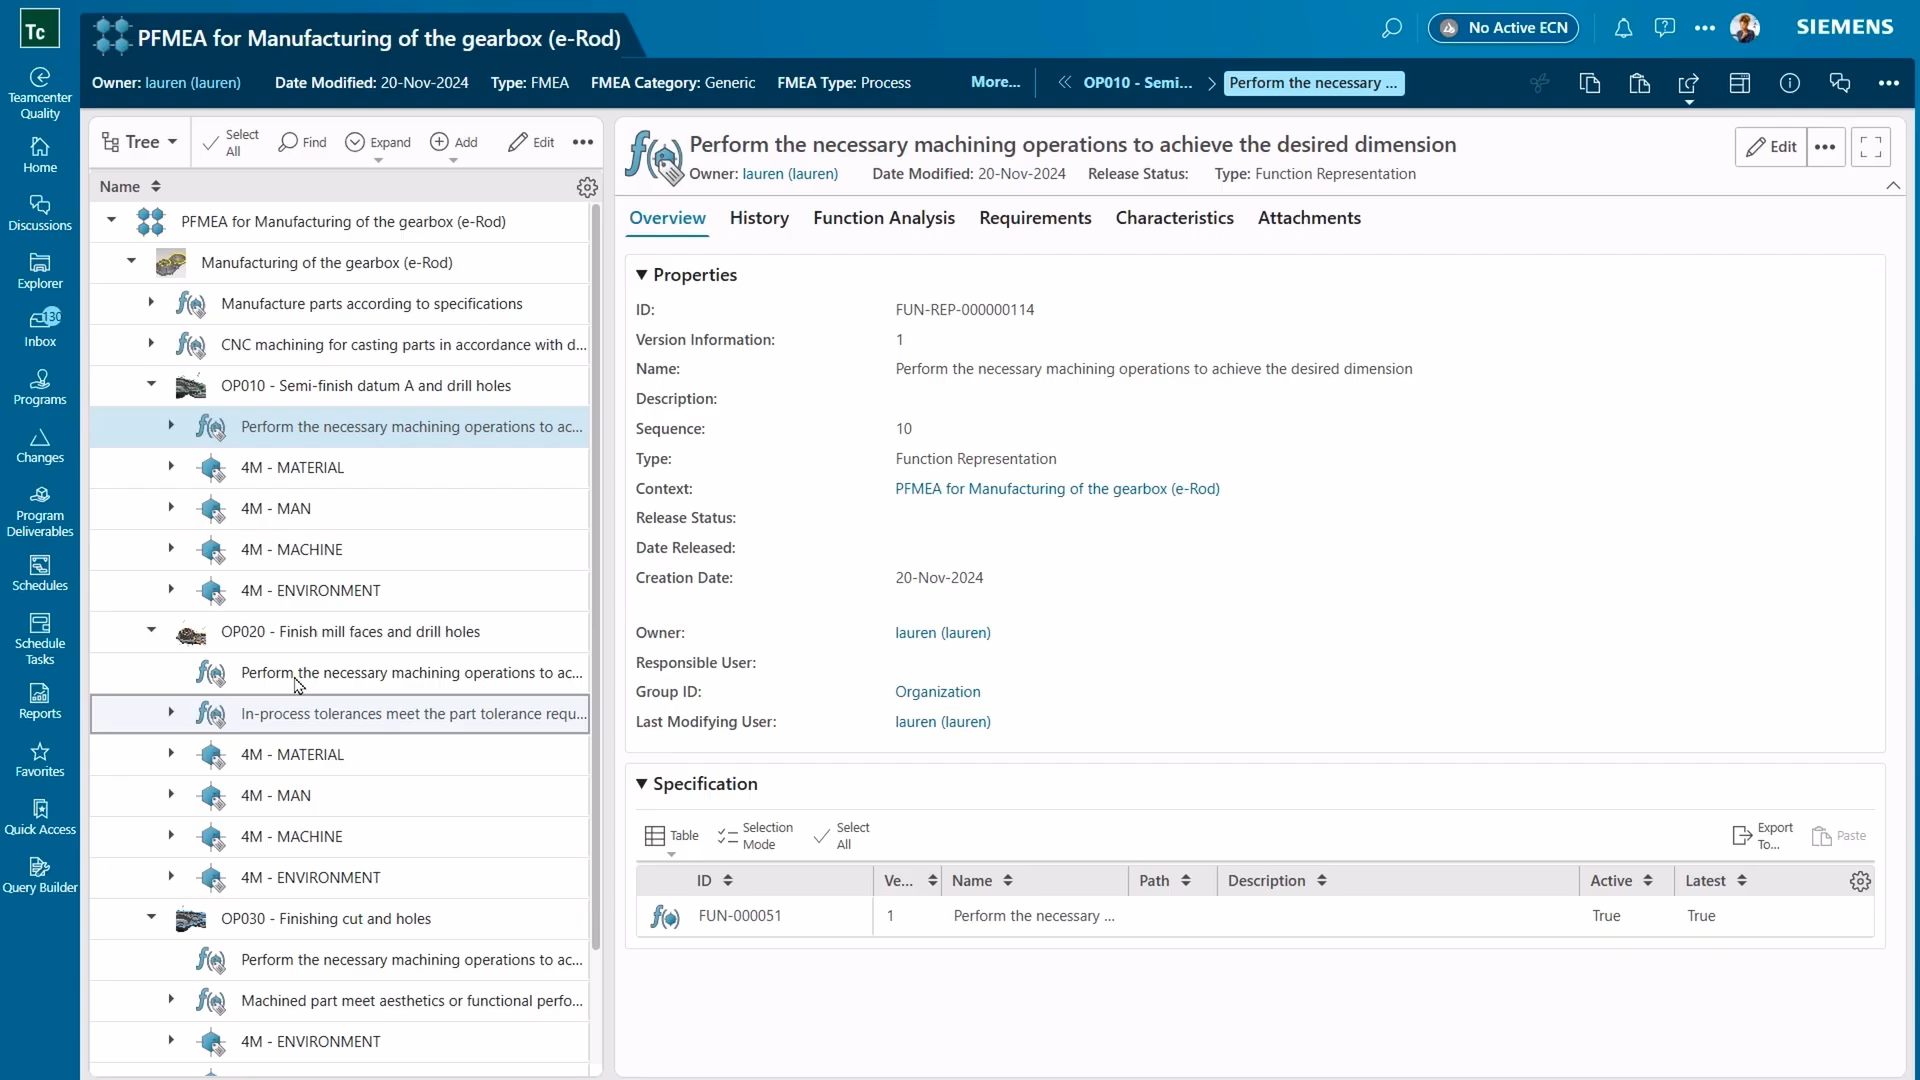 Tc
PFMEA for Manufacturing of the gearbox (e-Rod)
No Active ECN
SIEMENS
Owner: lauren (lauren) Date Modified: 20-Nov-2024 Type: FMEA FMEA Category: Generic FMEA Type: Process More... OP010 - Semi... Perform the necessary ...
Teamcenter
Quality
Home
Discussions
Explorer
130
Inbox
Programs
Changes
Program
Deliverables
Schedules
Schedule
Tasks
Reports
Favorites
Quick Access
Query Builder
Tree Select All Find Expand Add Edit
Name
PFMEA for Manufacturing of the gearbox (e-Rod)
Manufacturing of the gearbox (e-Rod)
Manufacture parts according to specifications
CNC machining for casting parts in accordance with d...
OP010 - Semi-finish datum A and drill holes
Perform the necessary machining operations to ac...
4M - MATERIAL
4M - MAN
4M - MACHINE
4M - ENVIRONMENT
OP020 - Finish mill faces and drill holes
Perform the necessary machining operations to ac...
In-process tolerances meet the part tolerance requ...
4M - MATERIAL
4M - MAN
4M - MACHINE
4M - ENVIRONMENT
OP030 - Finishing cut and holes
Perform the necessary machining operations to ac...
Machined part meet aesthetics or functional perfo...
4M - ENVIRONMENT
Perform the necessary machining operations to achieve the desired dimension
Owner: lauren (lauren) Date Modified: 20-Nov-2024 Release Status: Type: Function Representation
Edit
Overview History Function Analysis Requirements Characteristics Attachments
Properties
ID: FUN-REP-000000114
Version Information: 1
Name: Perform the necessary machining operations to achieve the desired dimension
Description:
Sequence: 10
Type: Function Representation
Context: PFMEA for Manufacturing of the gearbox (e-Rod)
Release Status:
Date Released:
Creation Date: 20-Nov-2024
Owner: lauren (lauren)
Responsible User:
Group ID: Organization
Last Modifying User: lauren (lauren)
Specification
Table Selection Mode Select All Export To... Paste
ID Ve... Name Path Description Active Latest
FUN-000051 1 Perform the necessary ... True True